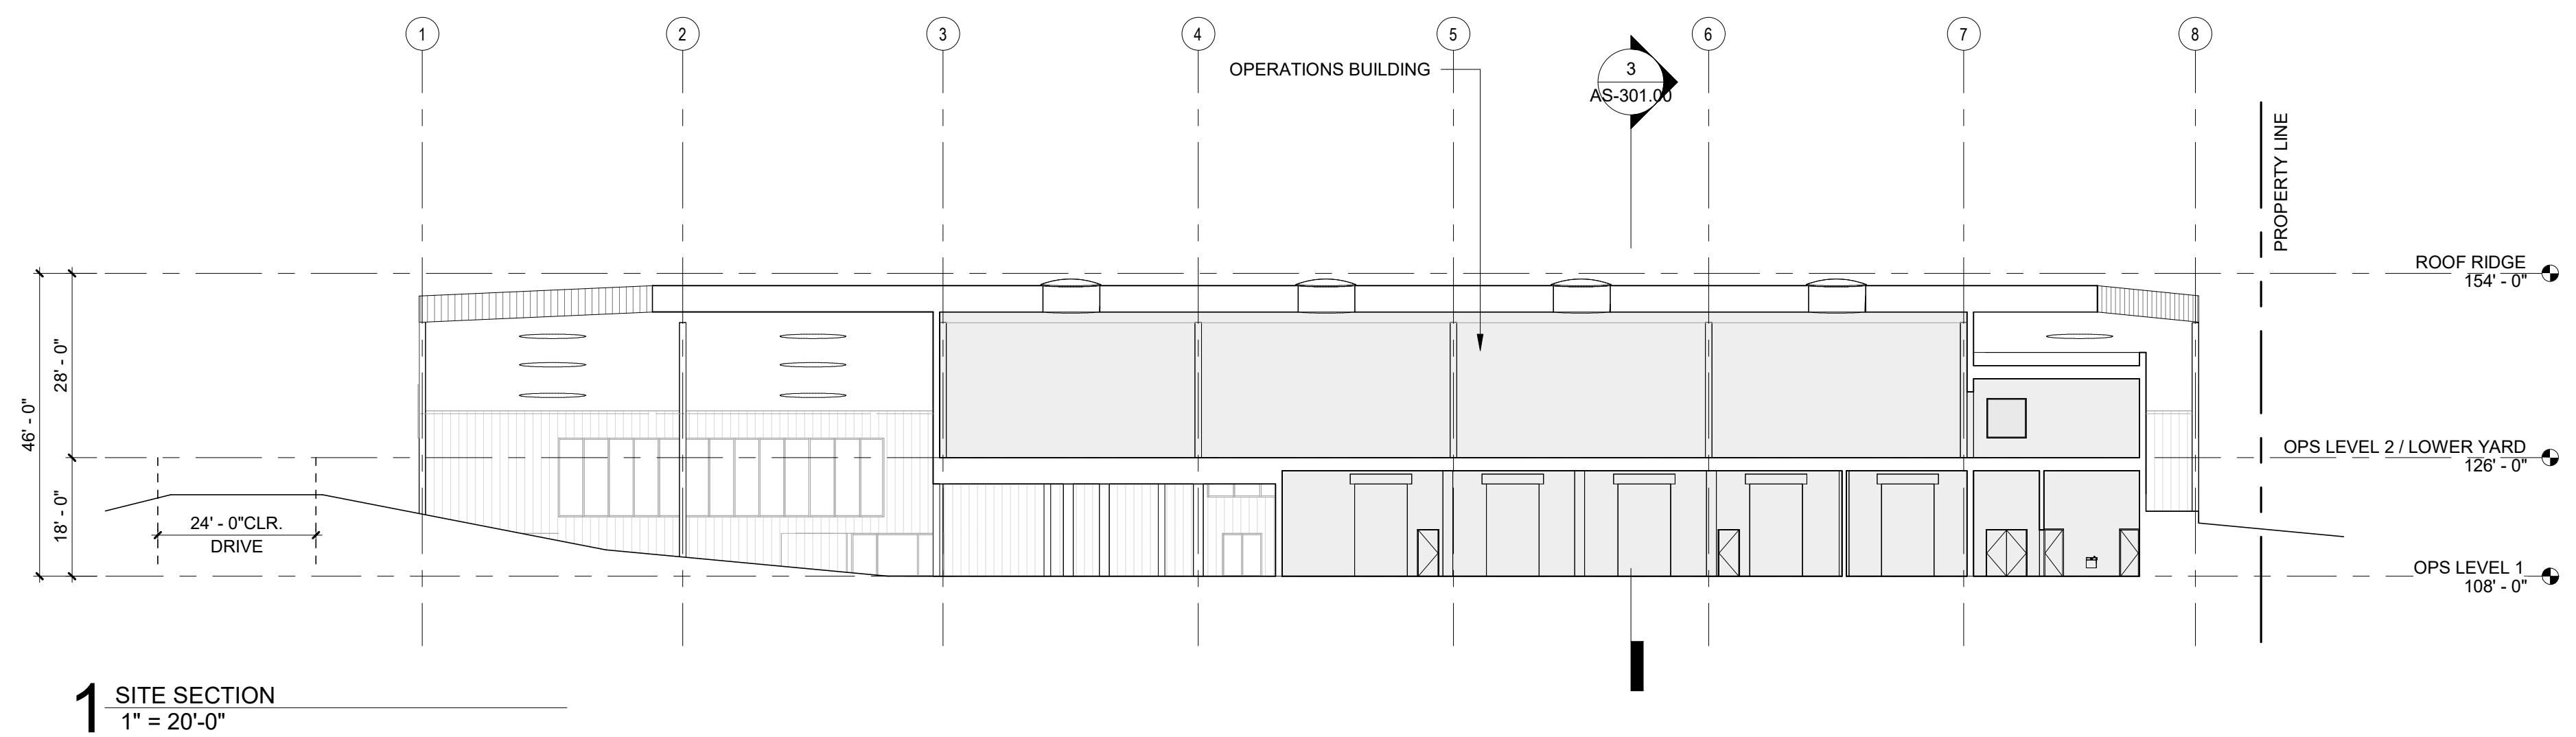 1
2
3
4
5
6
7
8
OPERATIONS BUILDING
3
AS-301.00
PROPERTY LINE
ROOF RIDGE
154' - 0"
OPS LEVEL 2 / LOWER YARD
126' - 0"
OPS LEVEL 1
108' - 0"
46' - 0"
28' - 0"
18' - 0"
24' - 0"CLR.
DRIVE
1
SITE SECTION
1" = 20'-0"